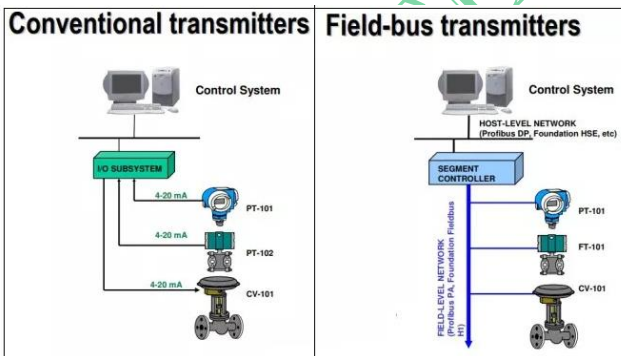 Conventional transmitters
Control System
I/O SUBSYSTEM
4-20 mA
PT-101
4-20 mA
PT-102
4-20 mA
CV-101
Field-bus transmitters
Control System
HOST-LEVEL NETWORK
(Profibus DP, Foundation HSE, etc)
SEGMENT
CONTROLLER
PT-101
FT-101
CV-101
FIELD-LEVEL NETWORK
(Profibus PA, Foundation Fieldbus
H1)